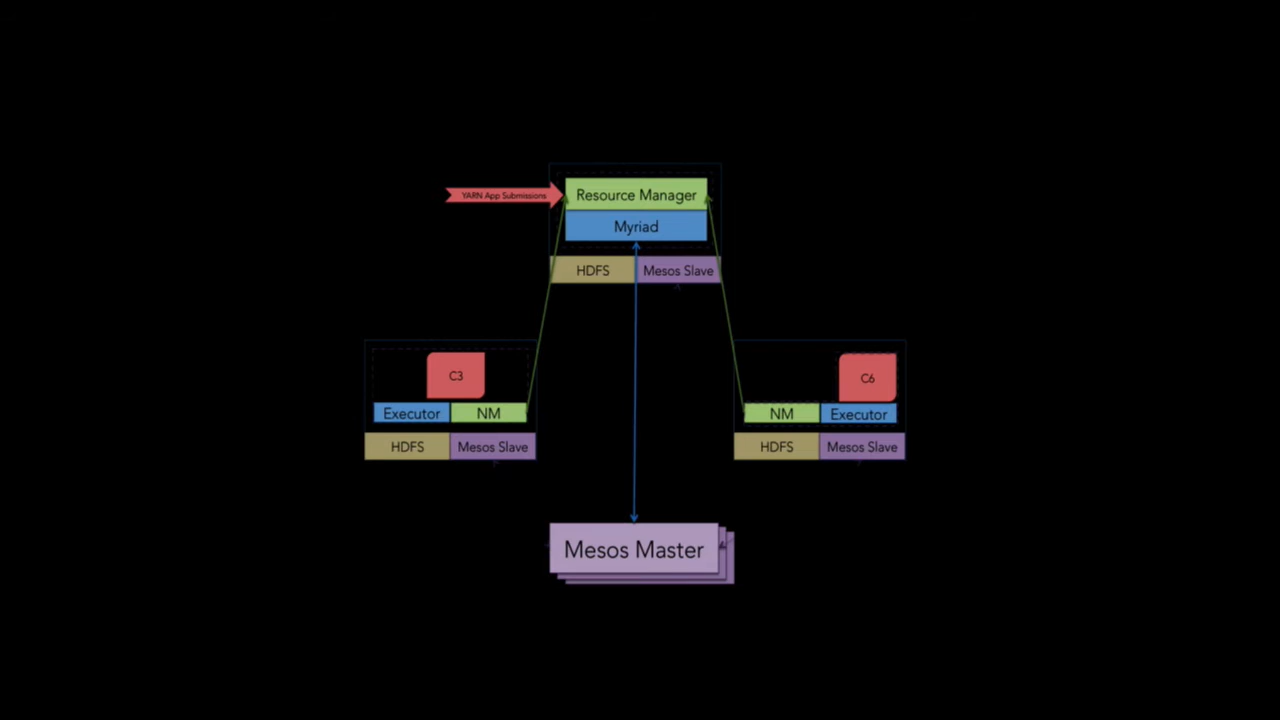 YARN App Submissions
Resource Manager
Myriad
HDFS
Mesos Slave
C3
Executor
NM
HDFS
Mesos Slave
C6
NM
Executor
HDFS
Mesos Slave
Mesos Master